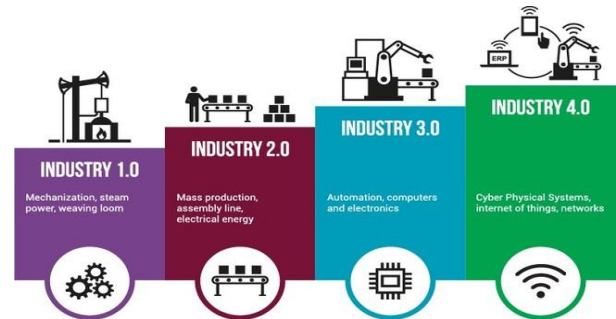 ERP
INDUSTRY 1.0
Mechanization, steam
power, weaving loom
INDUSTRY 2.0
Mass production,
assembly line,
electrical energy
INDUSTRY 3.0
Automation, computers
and electronics
INDUSTRY 4.0
Cyber Physical Systems,
internet of things, networks